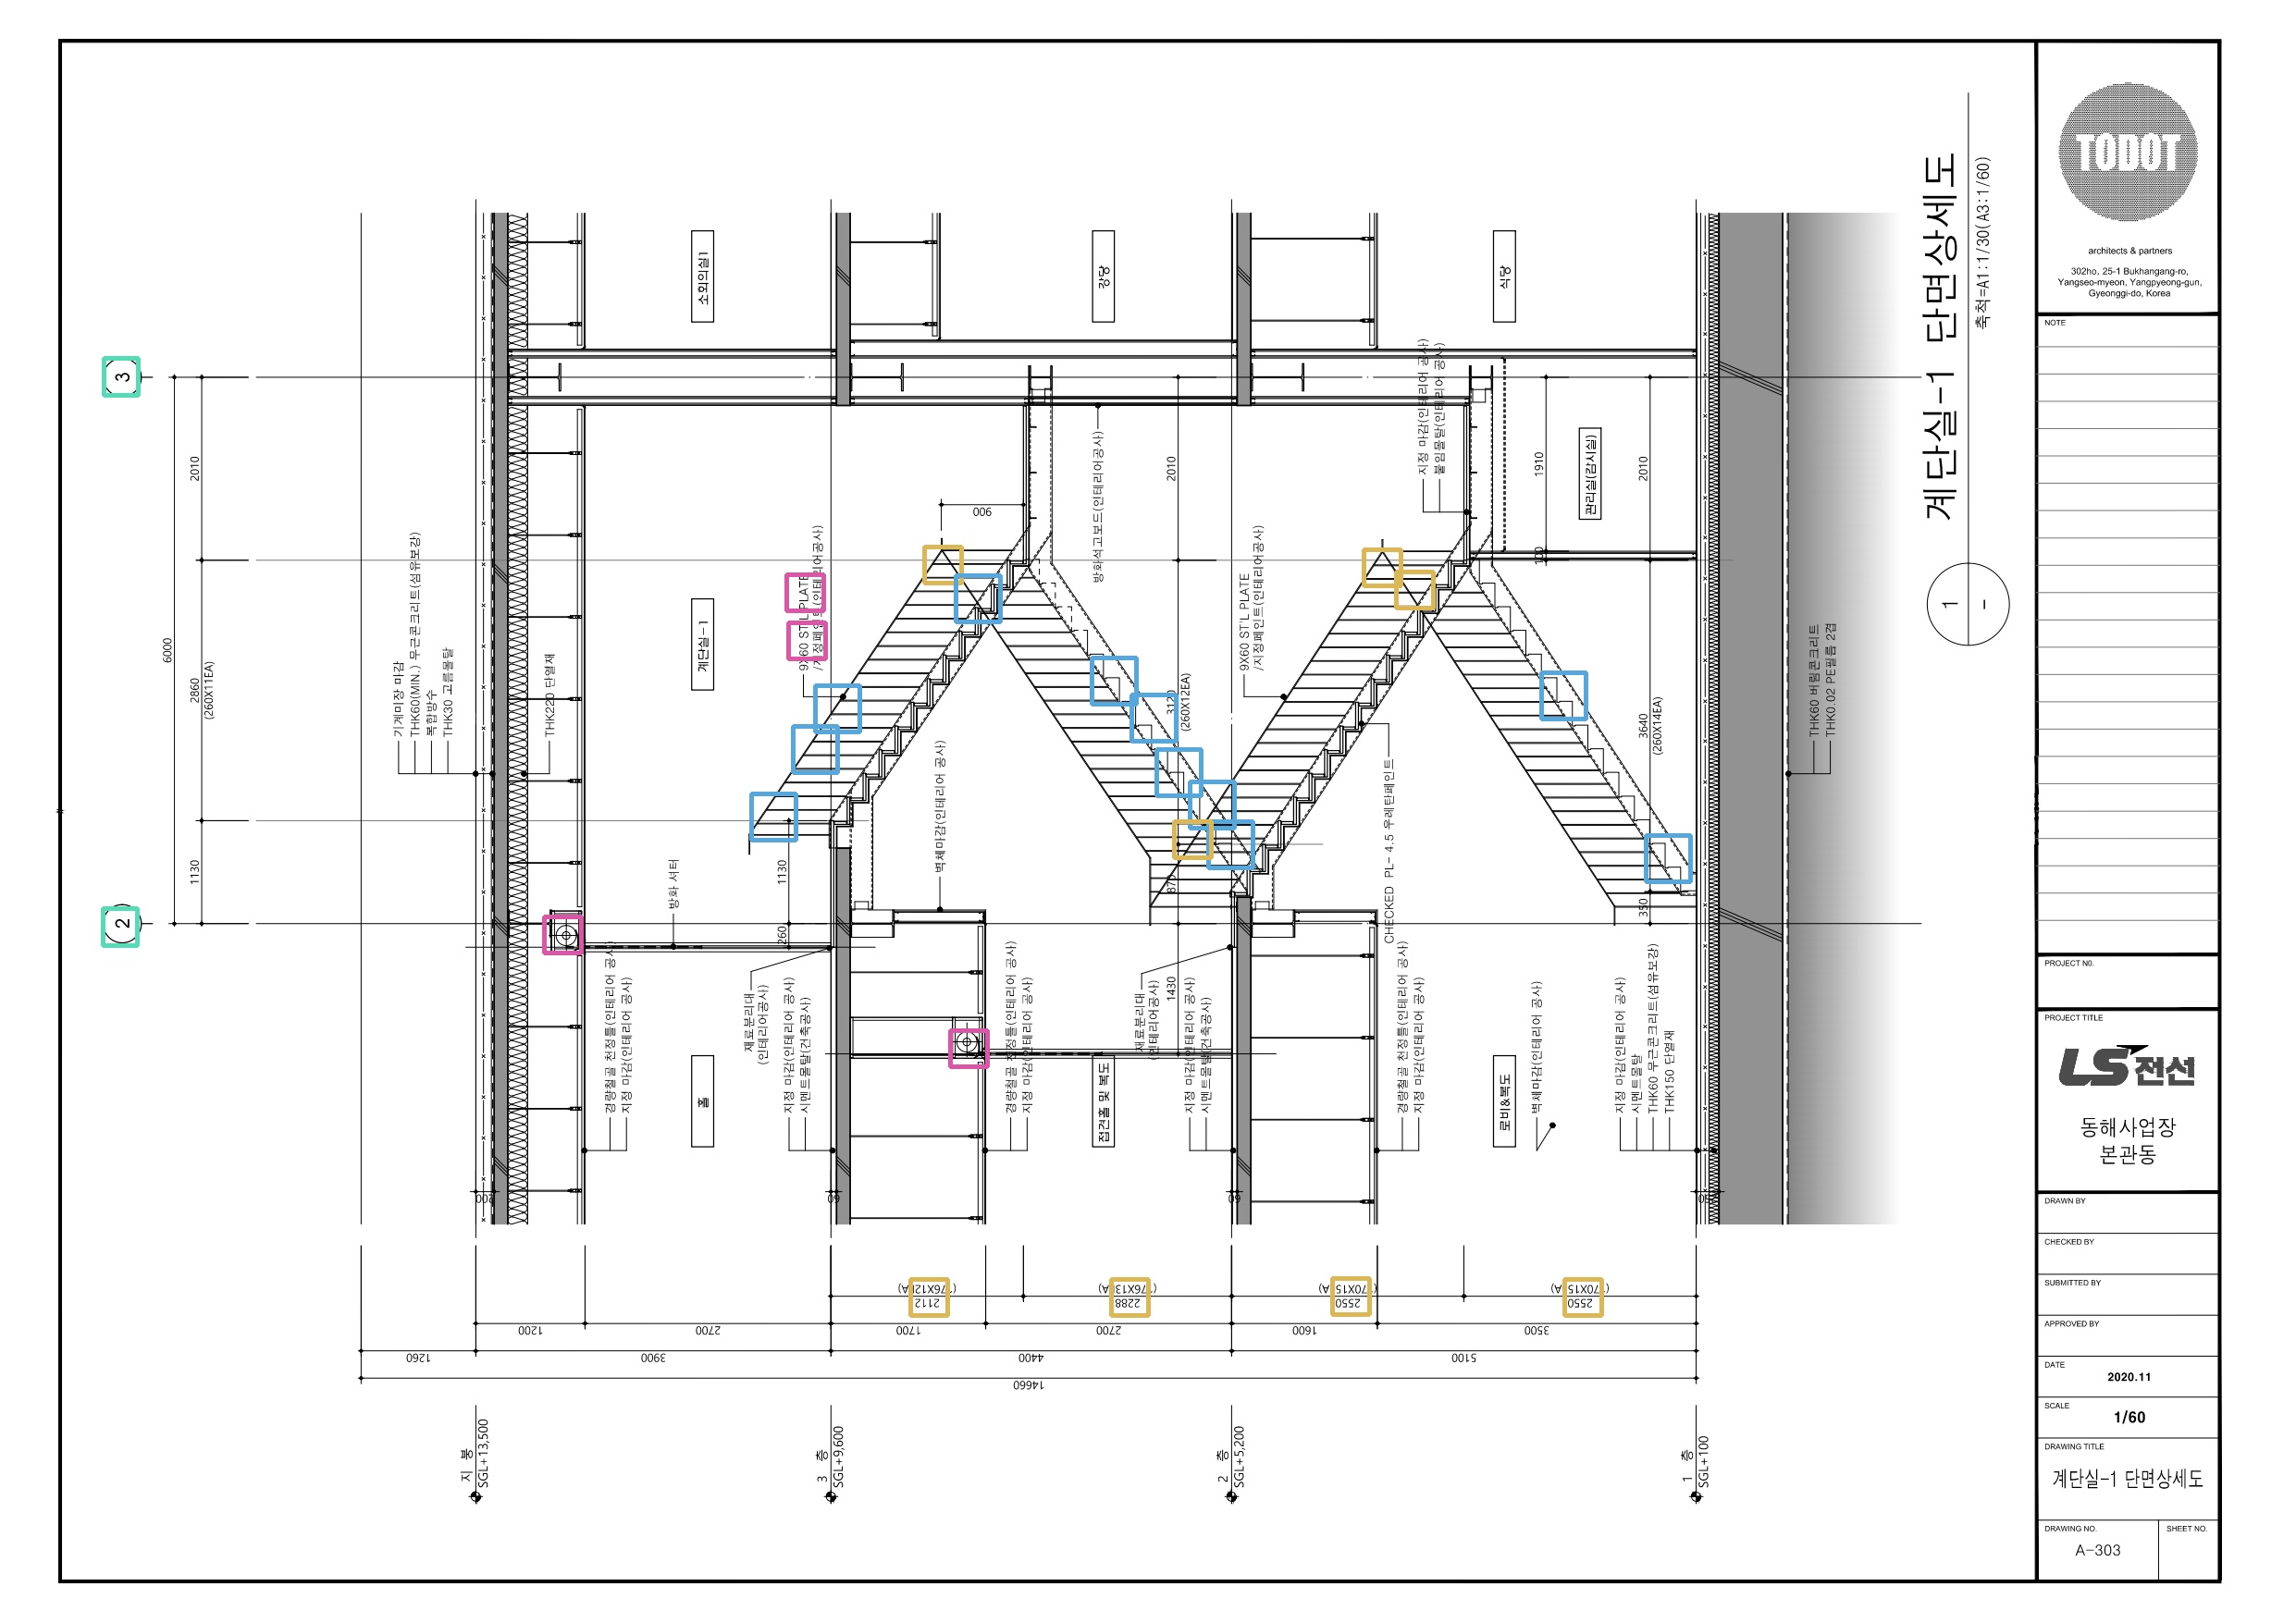 계단실-1 단면상세도
축척=A1:1/30(A3:1/60)
1
-
3
2
6000
2010
2860
(260X11EA)
1130
기계미장 마감
THK60(MIN.) 무근콘크리트(섬유보강)
복합방수
THK30 고름몰탈
THK220 단열재
소회의실1
강당
식당
계단실-1
관리실(감시실)
홀
접견홀 및 복도
로비&복도
9X60 ST'L PLATE
/지정페인트(인테리어공사)
900
방화석고보드(인테리어공사)
2010
3120
(260X12EA)
870
1430
9X60 ST'L PLATE
/지정페인트(인테리어공사)
지정 마감(인테리어 공사)
붙임몰탈(인테리어 공사)
1910
100
2010
3640
(260X14EA)
350
THK60 버림콘크리트
THK0.02 PE필름 2겹
방화 셔터
1130
260
벽체마감(인테리어 공사)
CHECKED PL- 4.5 우레탄페인트
경량철골 천정틀(인테리어 공사)
지정 마감(인테리어 공사)
재료분리대
(인테리어공사)
지정 마감(인테리어 공사)
시멘트몰탈(건축공사)
경량철골 천정틀(인테리어 공사)
지정 마감(인테리어 공사)
재료분리대
(인테리어공사)
지정 마감(인테리어 공사)
시멘트몰탈(건축공사)
경량철골 천정틀(인테리어 공사)
지정 마감(인테리어 공사)
벽체마감(인테리어 공사)
지정 마감(인테리어 공사)
시멘트몰탈
THK60 무근콘크리트(섬유보강)
THK150 단열재
200
60
60
2112
2288
2550
2550
1200
2700
1700
2700
1600
3500
1260
3900
4400
5100
14660
지 붕
SGL+13,500
3 층
SGL+9,600
2 층
SGL+5,200
1 층
SGL+100
architects & partners
302ho, 25-1 Bukhangang-ro,
Yangseo-myeon, Yangpyeong-gun,
Gyeonggi-do, Korea
NOTE
PROJECT N0.
PROJECT TITLE
LS전선
동해사업장
본관동
DRAWN BY
CHECKED BY
SUBMITTED BY
APPROVED BY
DATE
2020.11
SCALE
1/60
DRAWING TITLE
계단실-1 단면상세도
DRAWING NO.
SHEET NO.
A-303